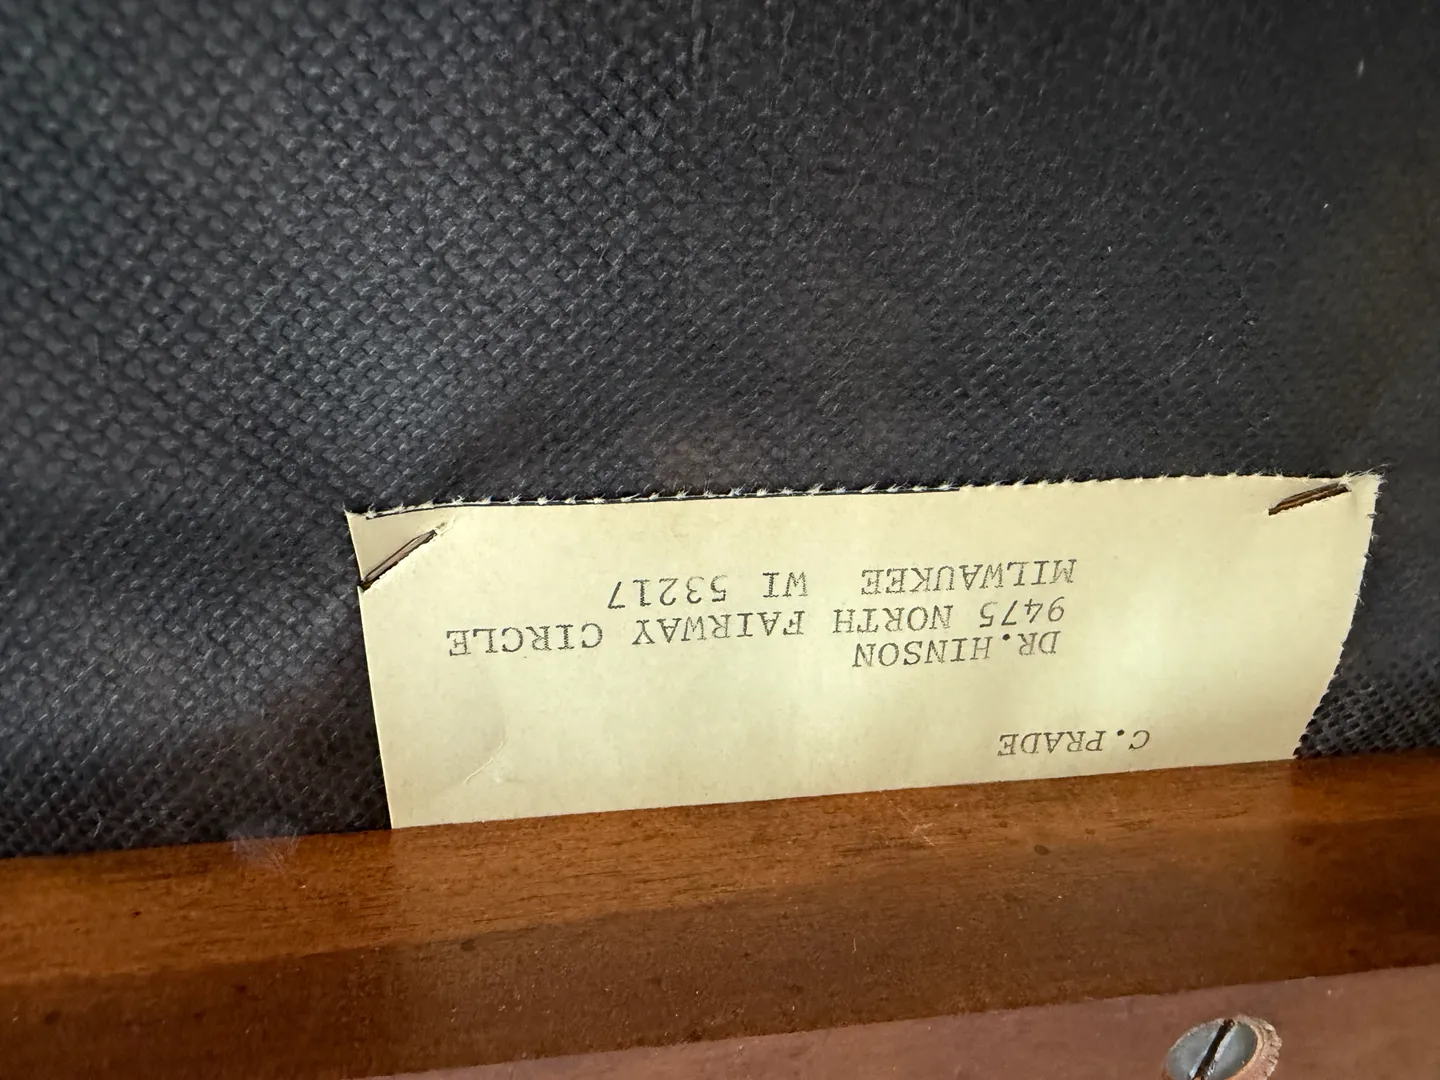 C.PRADE
DR.HINSON
9475 NORTH FAIRWAY CIRCLE
MILWAUKEE  WI 53217